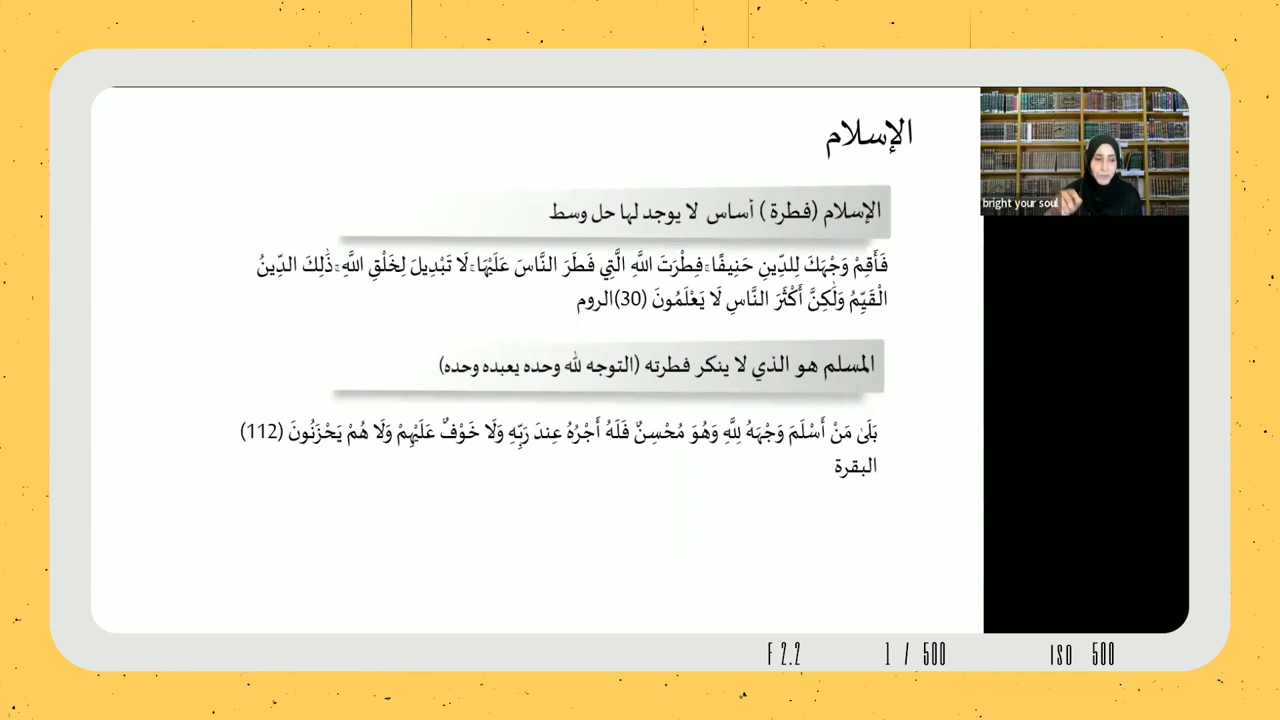 الإسلام
الإسلام (فطرة ) أساس لا يوجد لها حل وسط
فَأَقِمْ وَجْهَكَ لِلدِّينِ حَنِيفًا ۚ فِطْرَتَ اللَّهِ الَّتِي فَطَرَ النَّاسَ عَلَيْهَا ۚ لَا تَبْدِيلَ لِخَلْقِ اللَّهِ ۚ ذَٰلِكَ الدِّينُ
الْقَيِّمُ وَلَٰكِنَّ أَكْثَرَ النَّاسِ لَا يَعْلَمُونَ (30)الروم
المسلم هو الذي لا ينكر فطرته (التوجه لله وحده يعبده وحده)
بَلَىٰ مَنْ أَسْلَمَ وَجْهَهُ لِلَّهِ وَهُوَ مُحْسِنٌ فَلَهُ أَجْرُهُ عِندَ رَبِّهِ وَلَا خَوْفٌ عَلَيْهِمْ وَلَا هُمْ يَحْزَنُونَ (112)
البقرة
bright your soul
F 2.2 1 / 500 ISO 500